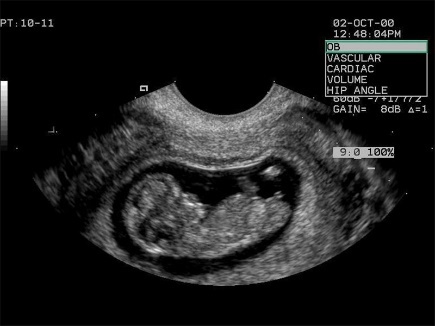 PT:10-11
02-OCT-00
12:48:04PM
OB
VASCULAR
CARDIAC
VOLUME
HIP ANGLE
GAIN= 8dB Δ=1
9.0 100%